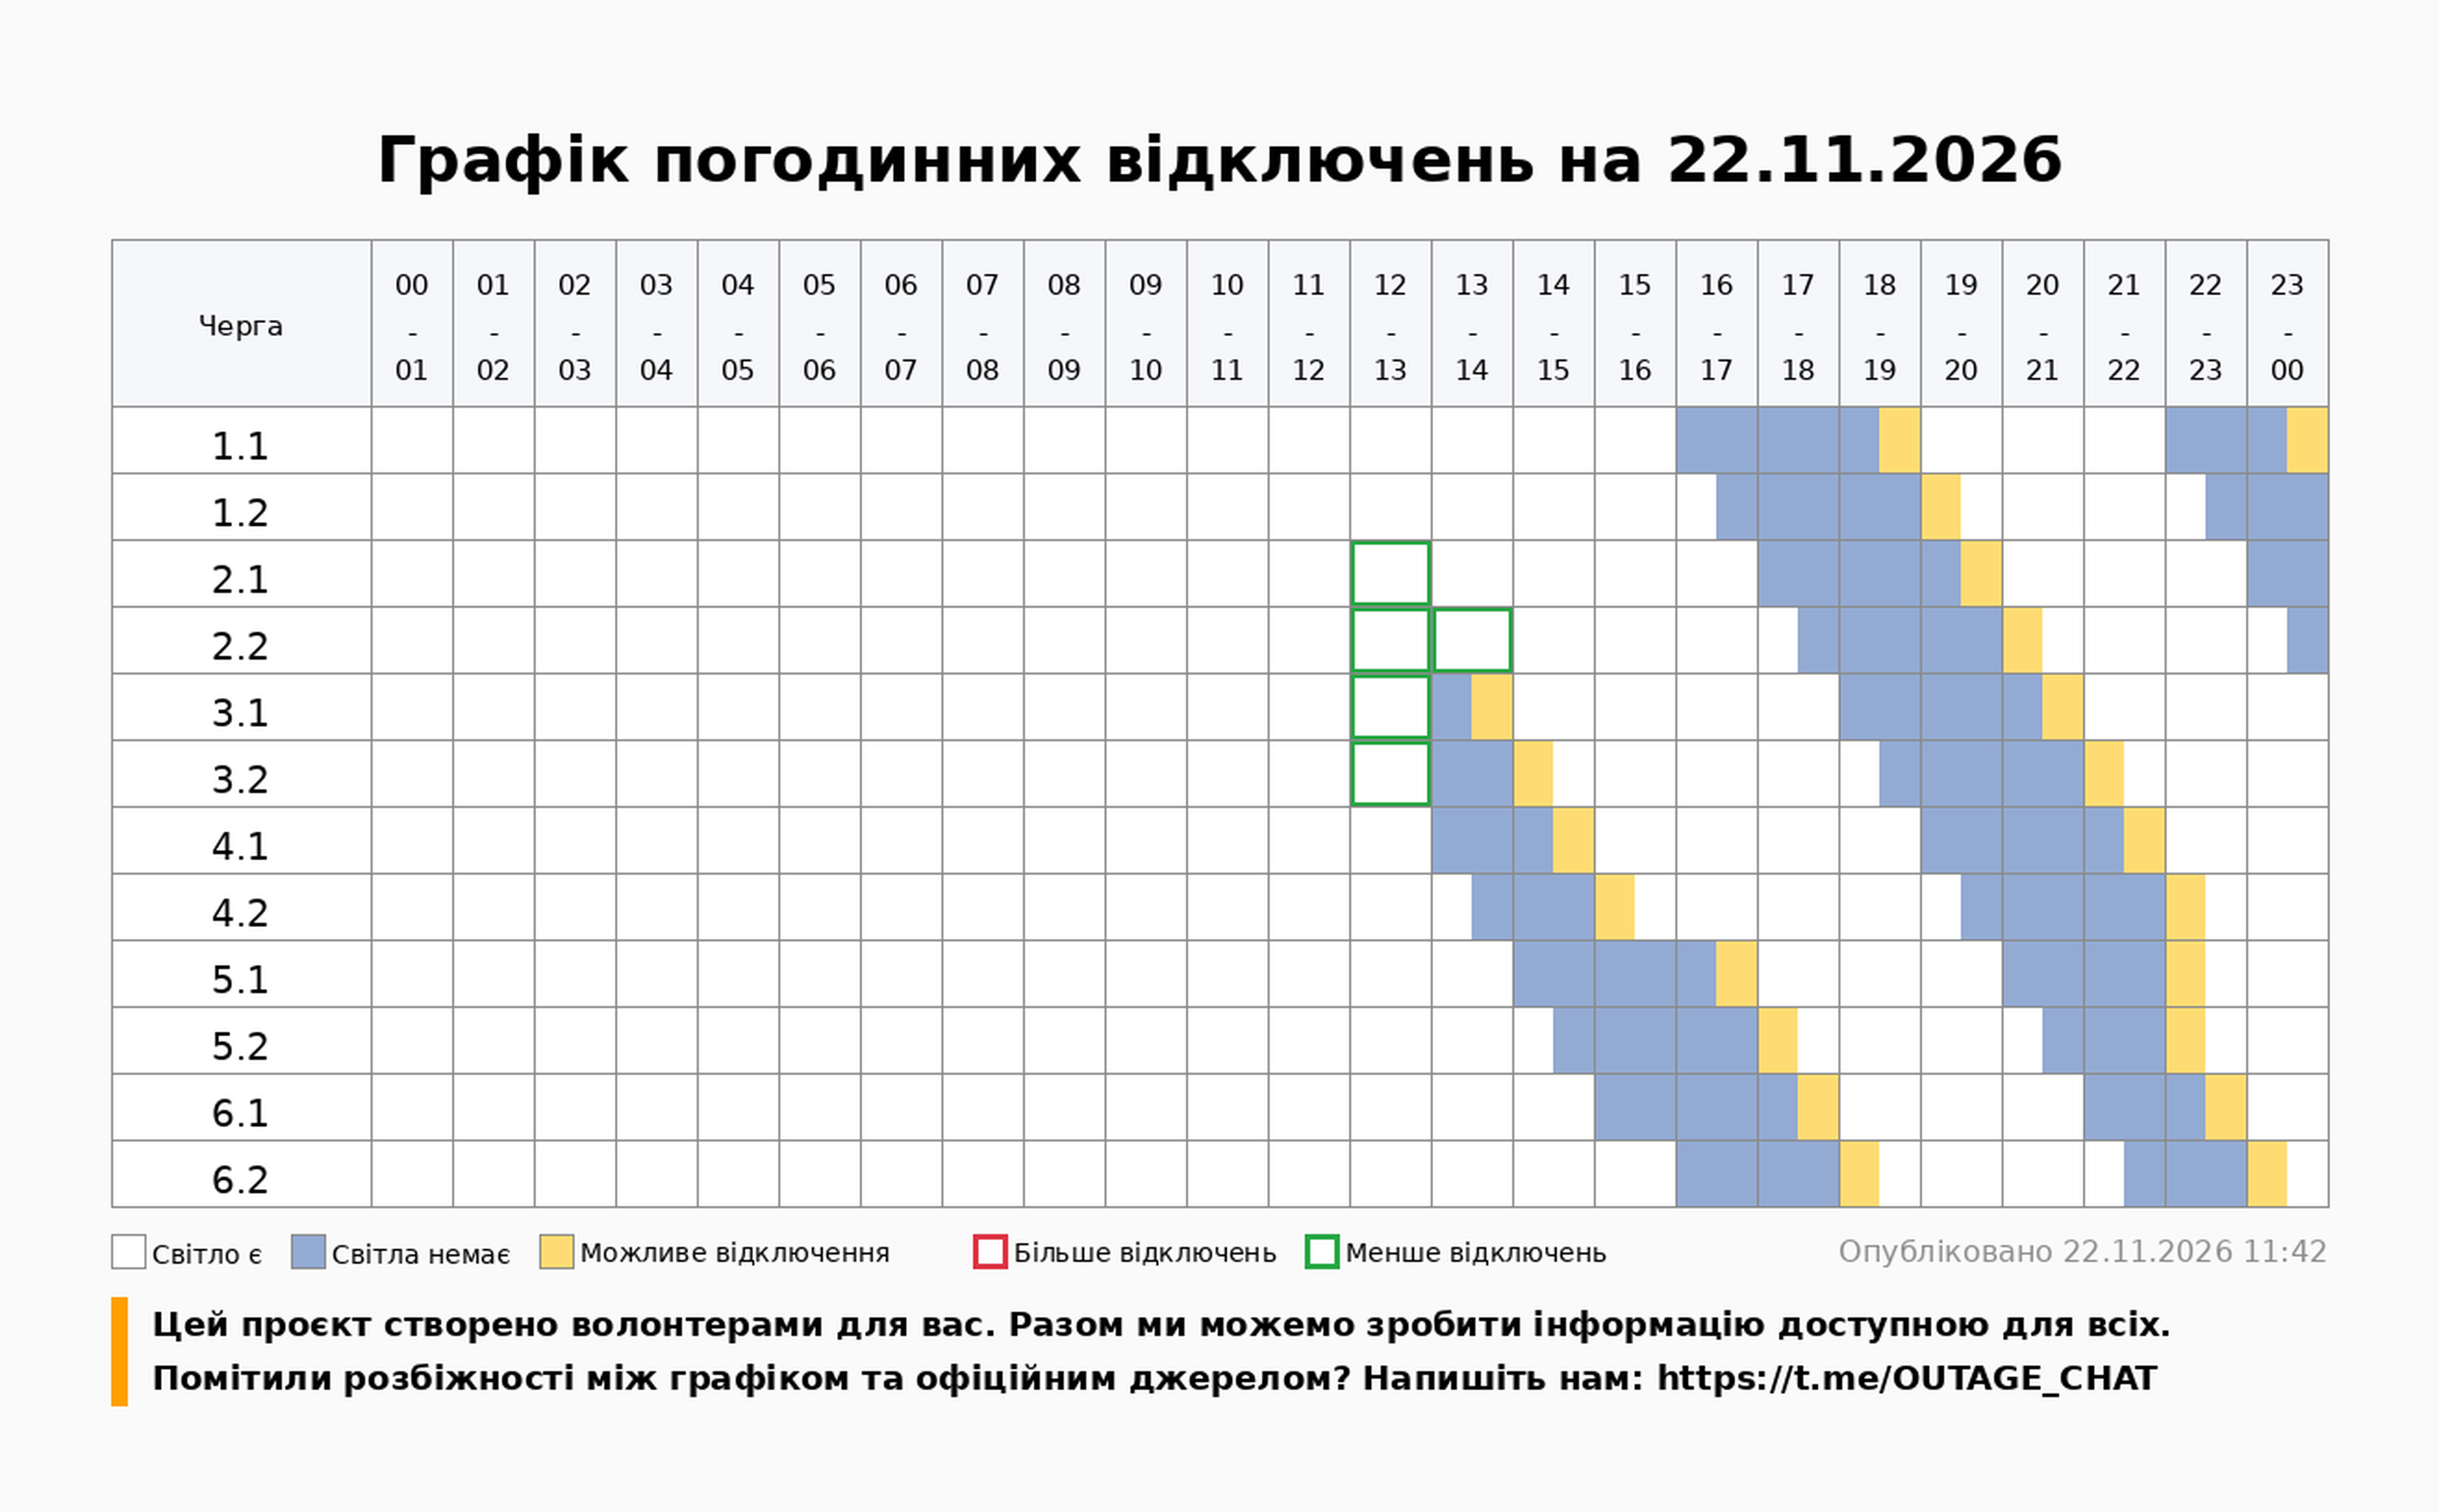 Графік погодинних відключень на 22.11.2026
Черга 00 - 01 01 - 02 02 - 03 03 - 04 04 - 05 05 - 06 06 - 07 07 - 08 08 - 09 09 - 10 10 - 11 11 - 12 12 - 13 13 - 14 14 - 15 15 - 16 16 - 17 17 - 18 18 - 19 19 - 20 20 - 21 21 - 22 22 - 23 23 - 00
1.1
1.2
2.1
2.2
3.1
3.2
4.1
4.2
5.1
5.2
6.1
6.2
Світло є Світла немає Можливе відключення Більше відключень Менше відключень Опубліковано 22.11.2026 11:42
Цей проєкт створено волонтерами для вас. Разом ми можемо зробити інформацію доступною для всіх.
Помітили розбіжності між графіком та офіційним джерелом? Напишіть нам: https://t.me/OUTAGE_CHAT